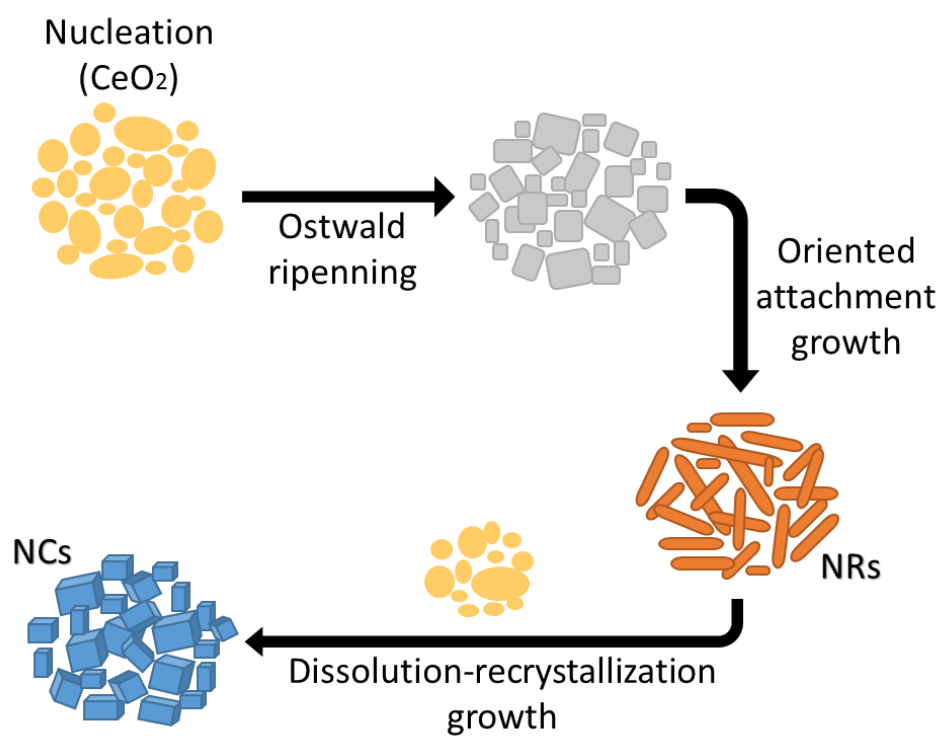 Nucleation
(CeO₂)
Ostwald
ripenning
Oriented
attachment
growth
NRs
NCs
Dissolution-recrystallization
growth